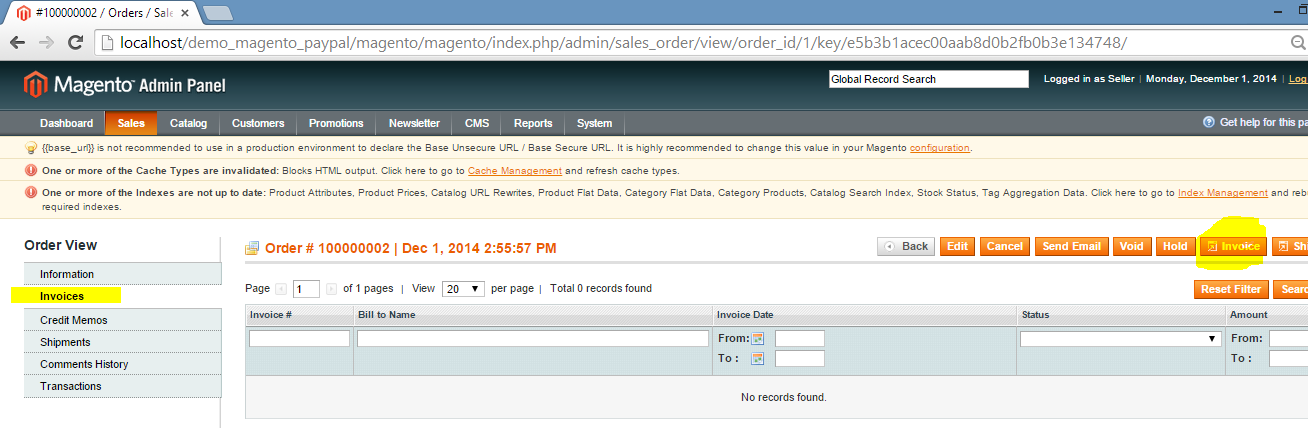 #100000002 / Orders / Sale
localhost/demo_magento_paypal/magento/magento/index.php/admin/sales_order/view/order_id/1/key/e5b3b1acec00aab8d0b2fb0b3e134748/
Magento Admin Panel
Global Record Search
Logged in as Seller | Monday, December 1, 2014 | Log
Dashboard Sales Catalog Customers Promotions Newsletter CMS Reports System
Get help for this pa
{{base_url}} is not recommended to use in a production environment to declare the Base Unsecure URL / Base Secure URL. It is highly recommended to change this value in your Magento configuration.
One or more of the Cache Types are invalidated: Blocks HTML output. Click here to go to Cache Management and refresh cache types.
One or more of the Indexes are not up to date: Product Attributes, Product Prices, Catalog URL Rewrites, Product Flat Data, Category Flat Data, Category Products, Catalog Search Index, Stock Status, Tag Aggregation Data. Click here to go to Index Management and reb
required indexes.
Order View
Information
Invoices
Credit Memos
Shipments
Comments History
Transactions
Order # 100000002 | Dec 1, 2014 2:55:57 PM
Back Edit Cancel Send Email Void Hold Invoice Shi
Page 1 of 1 pages | View 20 per page | Total 0 records found
Reset Filter Searc
Invoice # Bill to Name Invoice Date Status Amount
From: From:
To : To :
No records found.